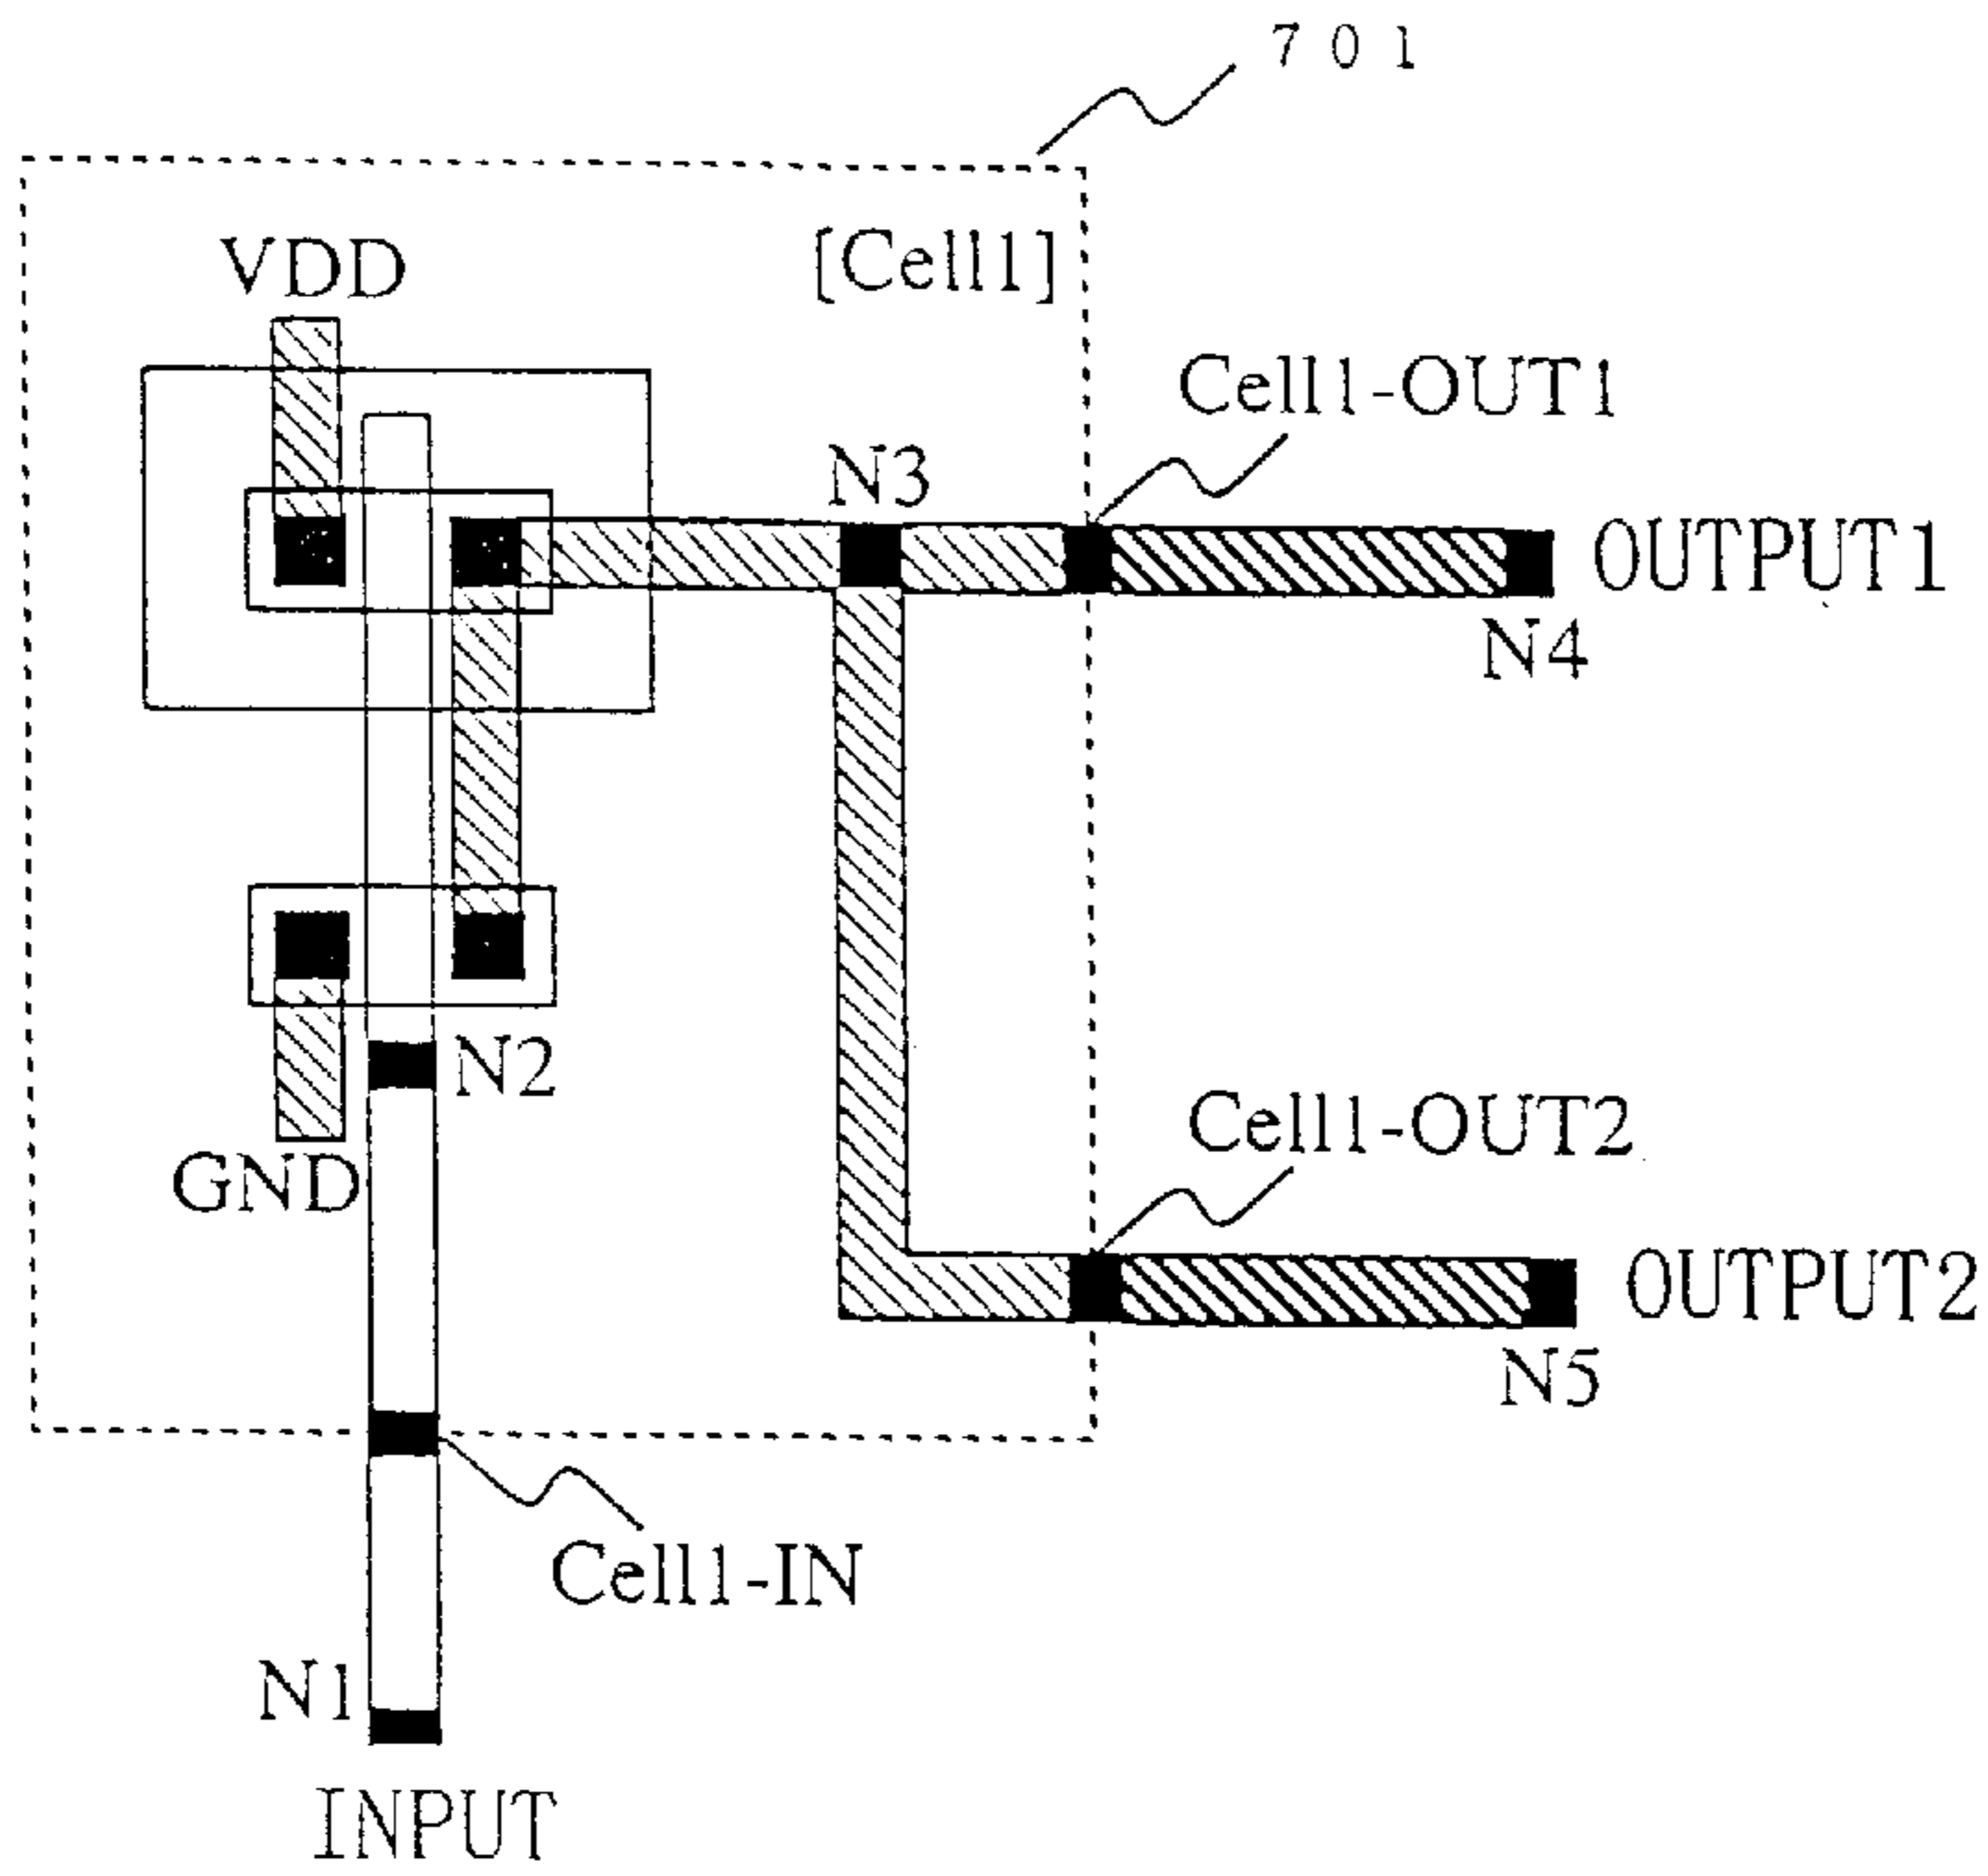 701
[Cell1]
VDD
Cell1-OUT1
N3
OUTPUT1
N4
N2
Cell1-OUT2
GND
OUTPUT2
N5
Cell1-IN
N1
INPUT